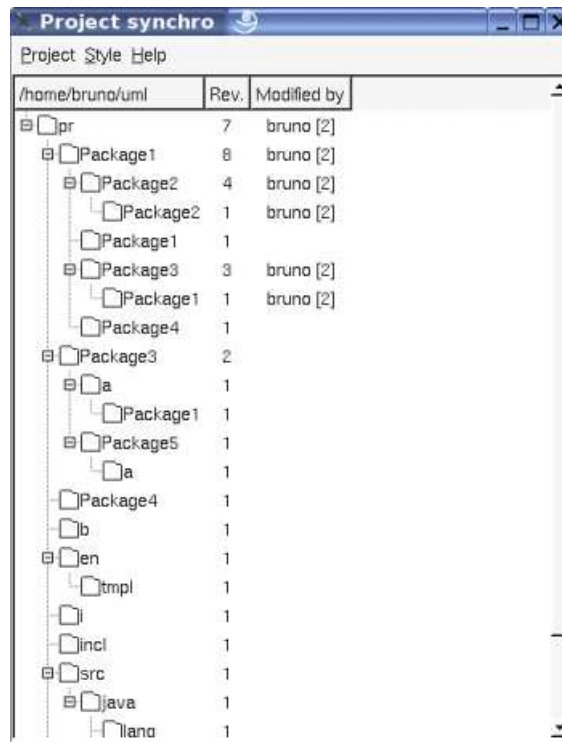 Project synchro
Project Style Help
/home/bruno/uml Rev. Modified by
pr 7 bruno [2]
Package1 8 bruno [2]
Package2 4 bruno [2]
Package2 1 bruno [2]
Package1 1
Package3 3 bruno [2]
Package1 1 bruno [2]
Package4 1
Package3 2
a 1
Package1 1
Package5 1
a 1
Package4 1
b 1
en 1
tmpl 1
i 1
incl 1
src 1
java 1
lang 1